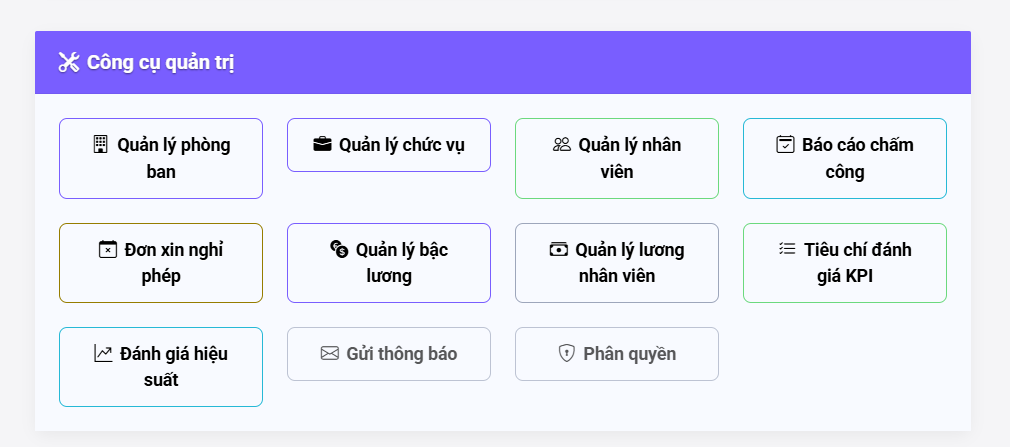 Công cụ quản trị
Quản lý phòng
ban
Quản lý chức vụ
Quản lý nhân
viên
Báo cáo chấm
công
Đơn xin nghỉ
phép
Quản lý bậc
lương
Quản lý lương
nhân viên
Tiêu chí đánh
giá KPI
Đánh giá hiệu
suất
Gửi thông báo
Phân quyền